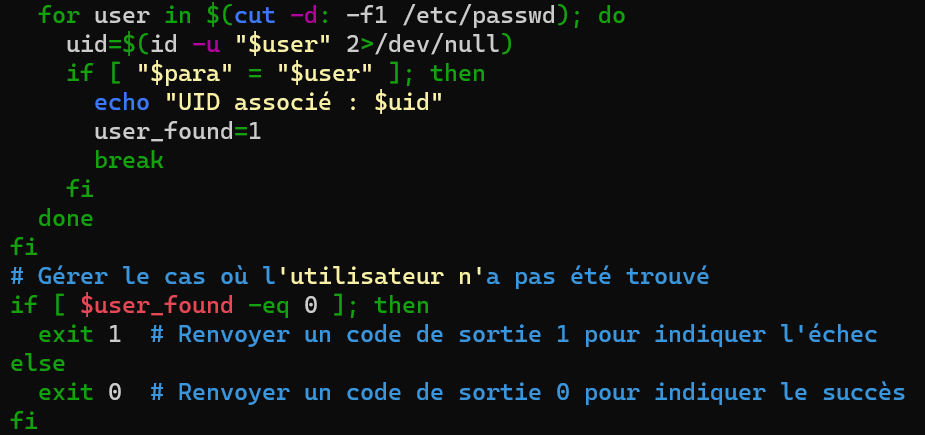 for user in $(cut -d: -f1 /etc/passwd); do
uid=$(id -u "$user" 2>/dev/null)
if [ "$para" = "$user" ]; then
echo "UID associé : $uid"
user_found=1
break
fi
done
fi
# Gérer le cas où l'utilisateur n'a pas été trouvé
if [ $user_found -eq 0 ]; then
exit 1  # Renvoyer un code de sortie 1 pour indiquer l'échec
else
exit 0  # Renvoyer un code de sortie 0 pour indiquer le succès
fi